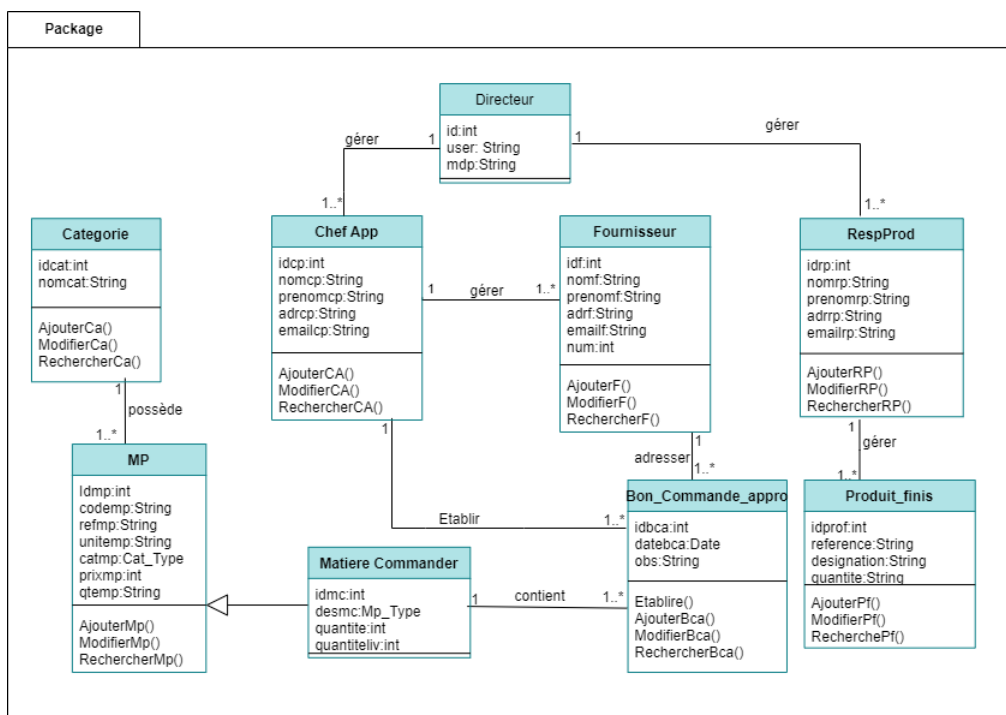 Package
Directeur
id:int
user: String
mdp:String
gérer
1
1..*
1
gérer
1..*
Categorie
idcat:int
nomcat:String
AjouterCa()
ModifierCa()
RechercherCa()
Chef App
idcp:int
nomcp:String
prenomcp:String
adrcp:String
emailcp:String
AjouterCA()
ModifierCA()
RechercherCA()
1
gérer
1..*
Fournisseur
idf:int
nomf:String
prenomf:String
adrf:String
emailf:String
num:int
AjouterF()
ModifierF()
RechercherF()
RespProd
idrp:int
nomrp:String
prenomrp:String
adrrp:String
emailrp:String
AjouterRP()
ModifierRP()
RechercherRP()
1
possède
1..*
1
Etablir
1..*
1
adresser
1..*
1
gérer
1..*
MP
Idmp:int
codemp:String
refmp:String
unitemp:String
catmp:Cat_Type
prixmp:int
qtemp:String
AjouterMp()
ModifierMp()
RechercherMp()
Matiere Commander
idmc:int
desmc:Mp_Type
quantite:int
quantiteliv:int
1
contient
1..*
Bon_Commande_appro
idbca:int
datebca:Date
obs:String
Etablire()
AjouterBca()
ModifierBca()
RechercherBca()
Produit_finis
idprof:int
reference:String
designation:String
quantite:String
AjouterPf()
ModifierPf()
RecherchePf()